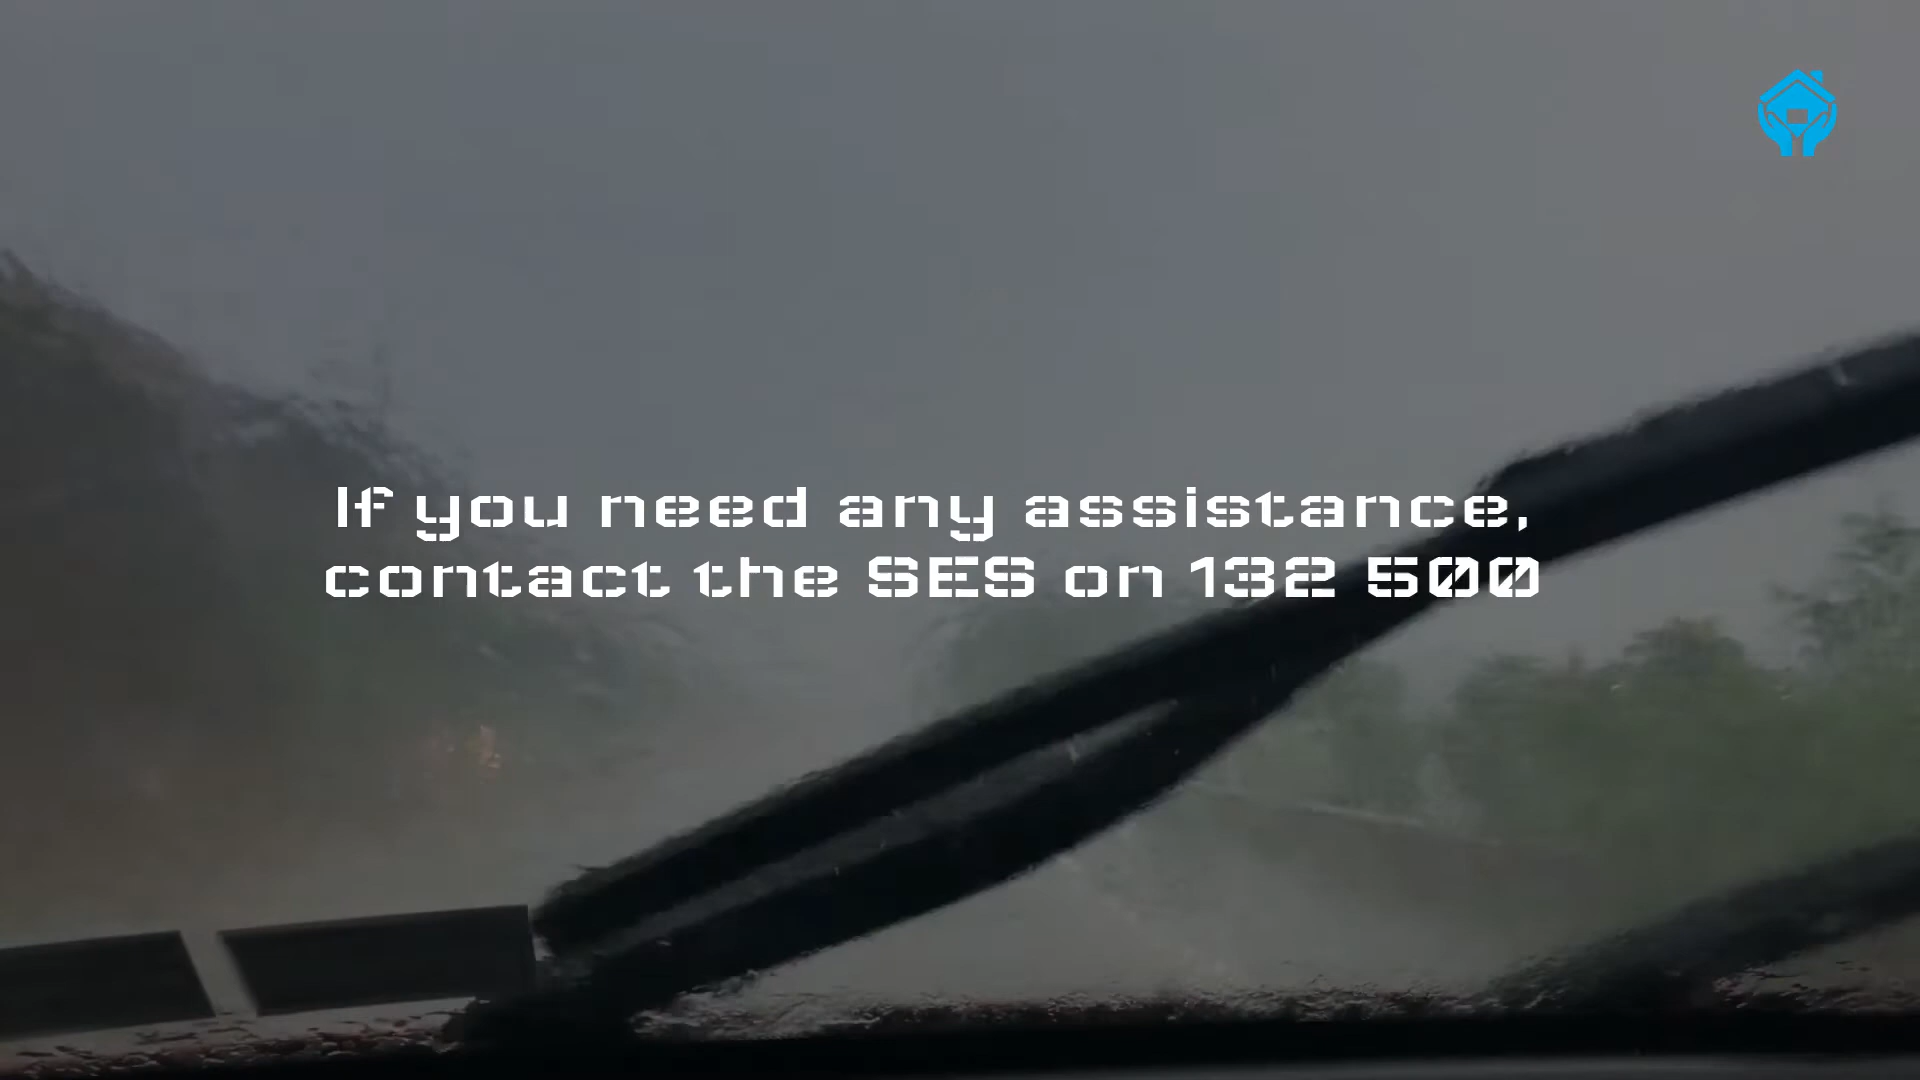 If you need any assistance,
contact the SES on 132 500